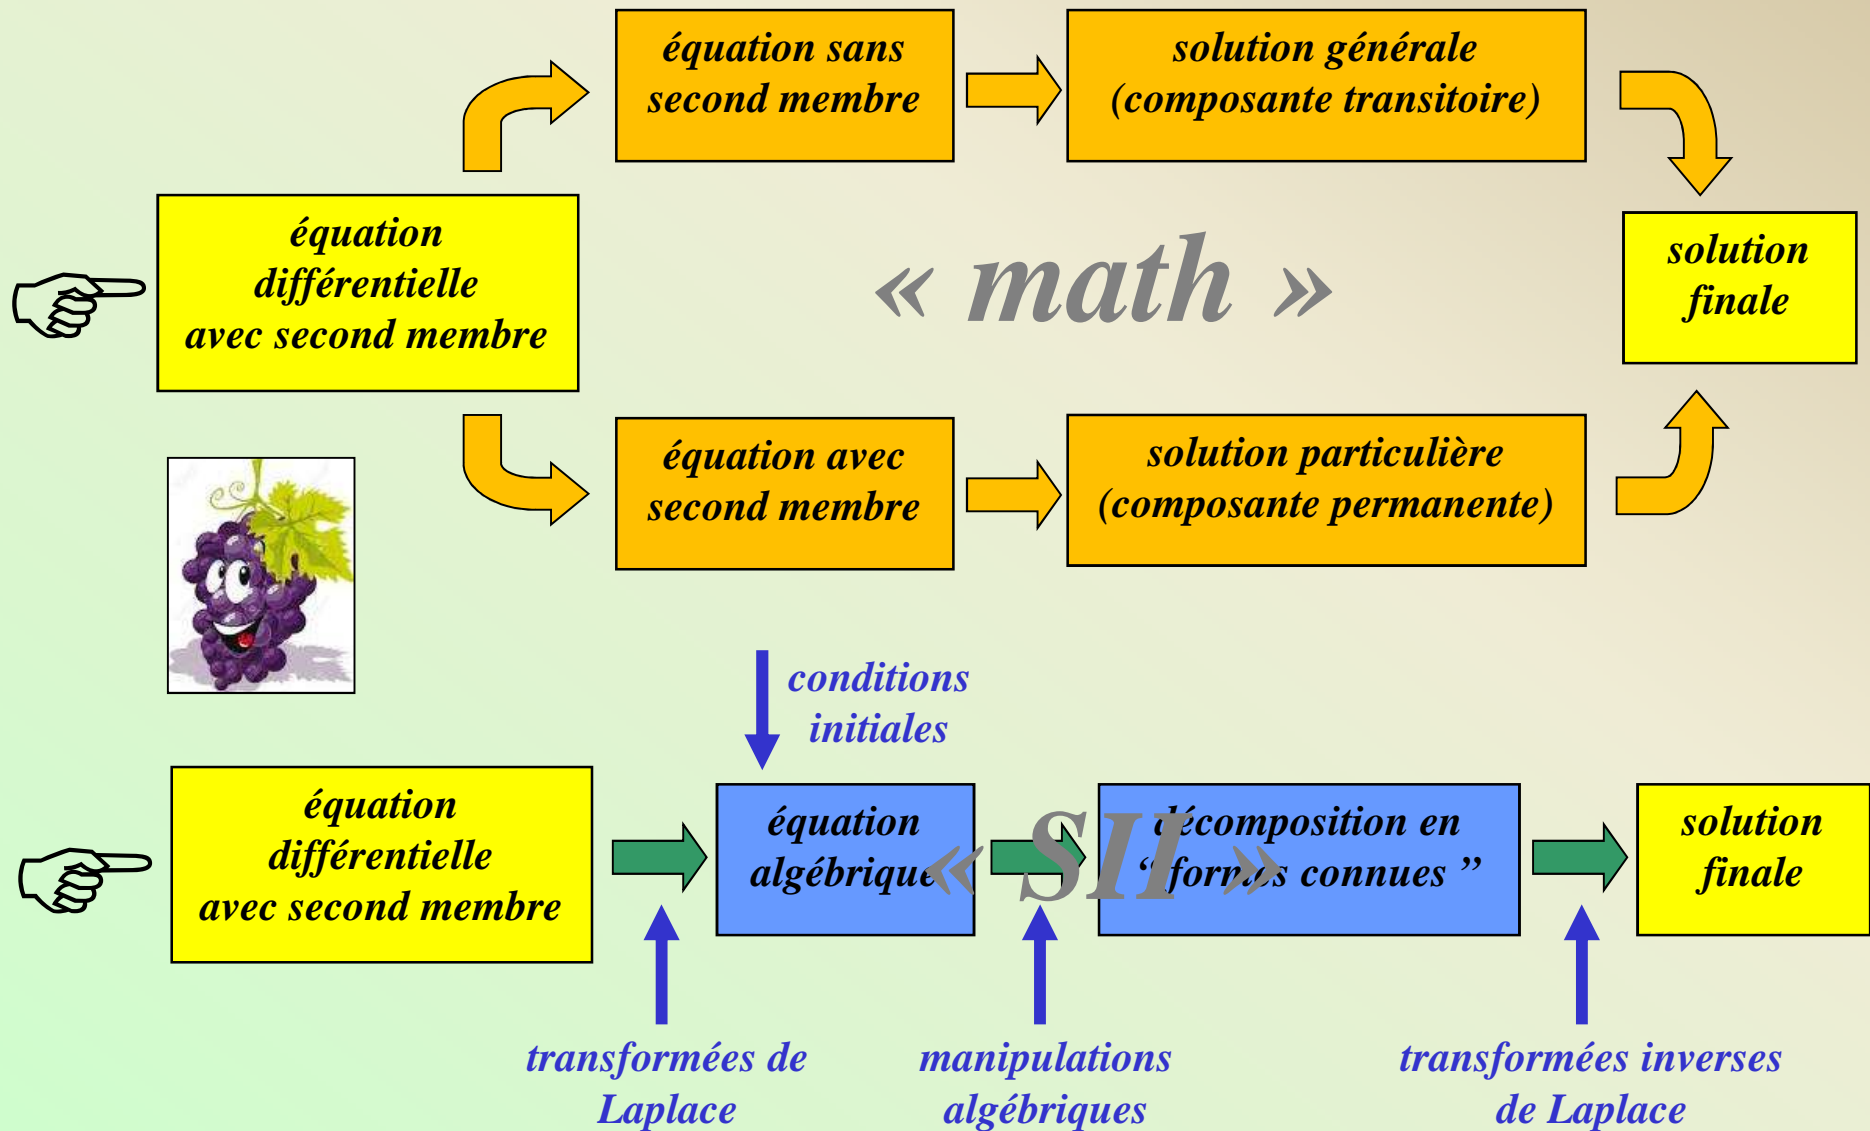 équation sans
second membre
solution générale
(composante transitoire)
équation
différentielle
avec second membre
« math »
solution
finale
équation avec
second membre
solution particulière
(composante permanente)
conditions
initiales
équation
différentielle
avec second membre
équation
algébrique
« SII »
décomposition en
“formes connues ”
solution
finale
transformées de
Laplace
manipulations
algébriques
transformées inverses
de Laplace